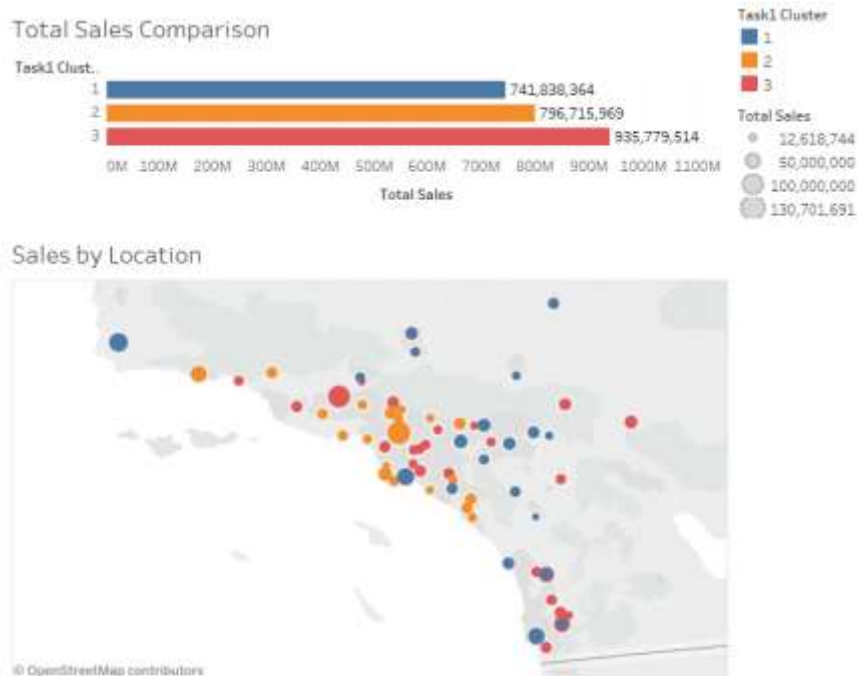 Total Sales Comparison
Task1 Clust..
1 741,838,364
2 796,715,969
3 935,779,514
0M 100M 200M 300M 400M 500M 600M 700M 800M 900M 1000M 1100M
Total Sales
Task1 Cluster
1
2
3
Total Sales
12,618,744
50,000,000
100,000,000
130,701,691
Sales by Location
© OpenStreetMap contributors